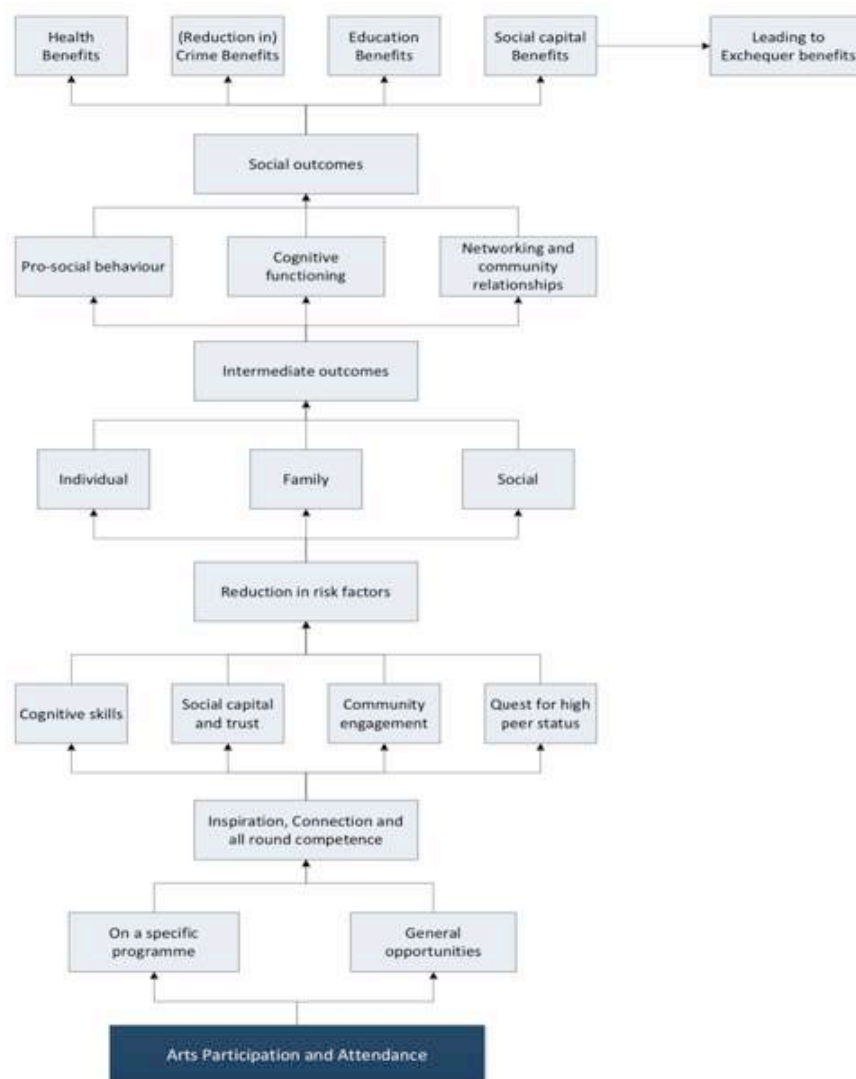 Health
Benefits
(Reduction in)
Crime Benefits
Education
Benefits
Social capital
Benefits
Leading to
Exchequer benefits
Social outcomes
Pro-social behaviour
Cognitive
functioning
Networking and
community
relationships
Intermediate outcomes
Individual
Family
Social
Reduction in risk factors
Cognitive skills
Social capital
and trust
Community
engagement
Quest for high
peer status
Inspiration, Connection and
all round competence
On a specific
programme
General
opportunities
Arts Participation and Attendance